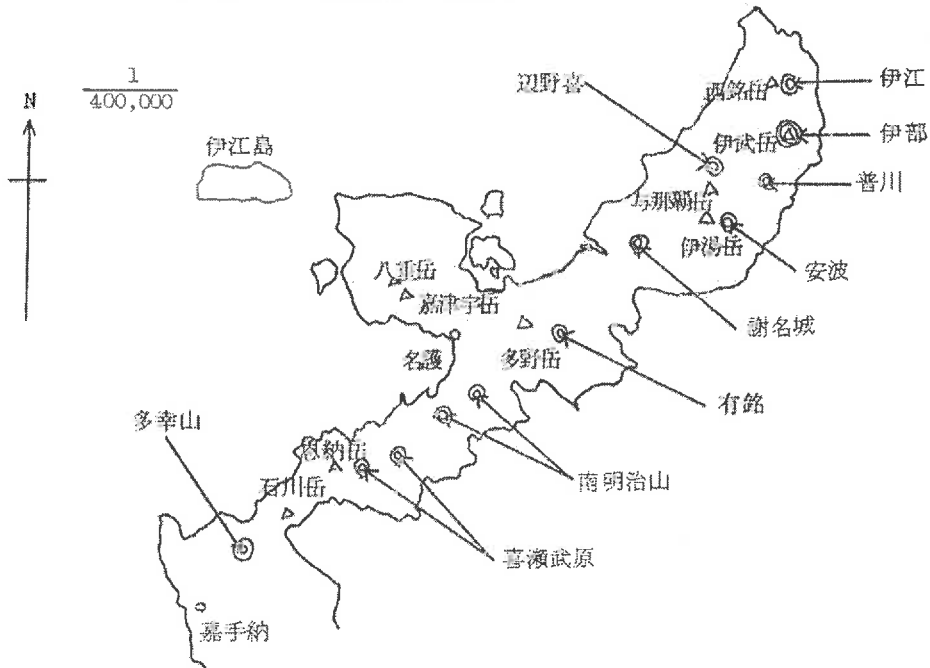 1
400,000
N
伊江島
辺野喜
西銘岳
伊江
伊武岳
伊部
普川
与那覇岳
伊湯岳
安波
謝名城
八重岳
嘉津宇岳
名護
多野岳
有銘
多幸山
恩納岳
石川岳
南明治山
喜瀬武原
嘉手納